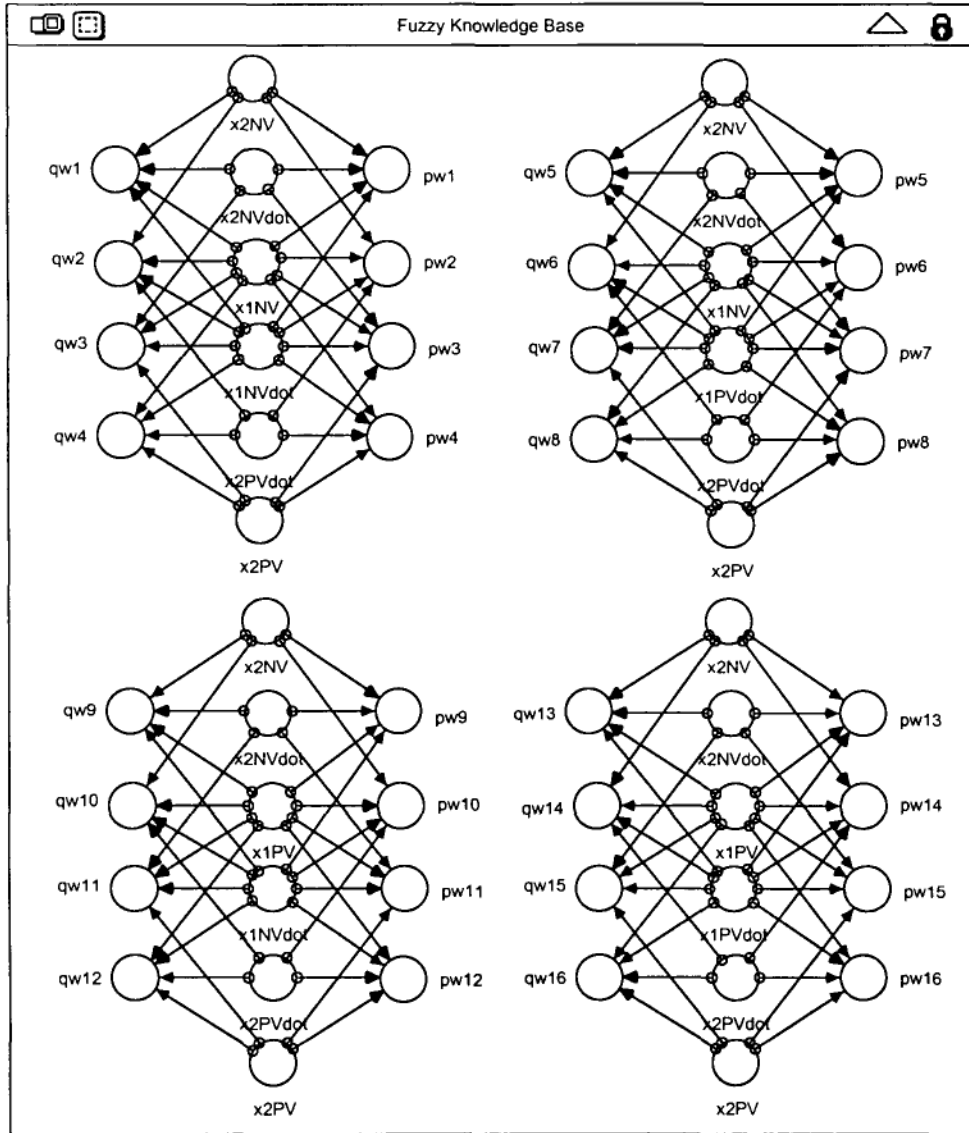 Fuzzy Knowledge Base
x2NV
x2NV
qw1
pw1
qw5
pw5
x2NVdot
x2NVdot
qw2
pw2
qw6
pw6
x1NV
x1NV
qw3
pw3
qw7
pw7
x1NVdot
x1PVdot
qw4
pw4
qw8
pw8
x2PVdot
x2PVdot
x2PV
x2PV
x2NV
x2NV
qw9
pw9
qw13
pw13
x2NVdot
x2NVdot
qw10
pw10
qw14
pw14
x1PV
x1PV
qw11
pw11
qw15
pw15
x1NVdot
x1PVdot
qw12
pw12
qw16
pw16
x2PVdot
x2PVdot
x2PV
x2PV